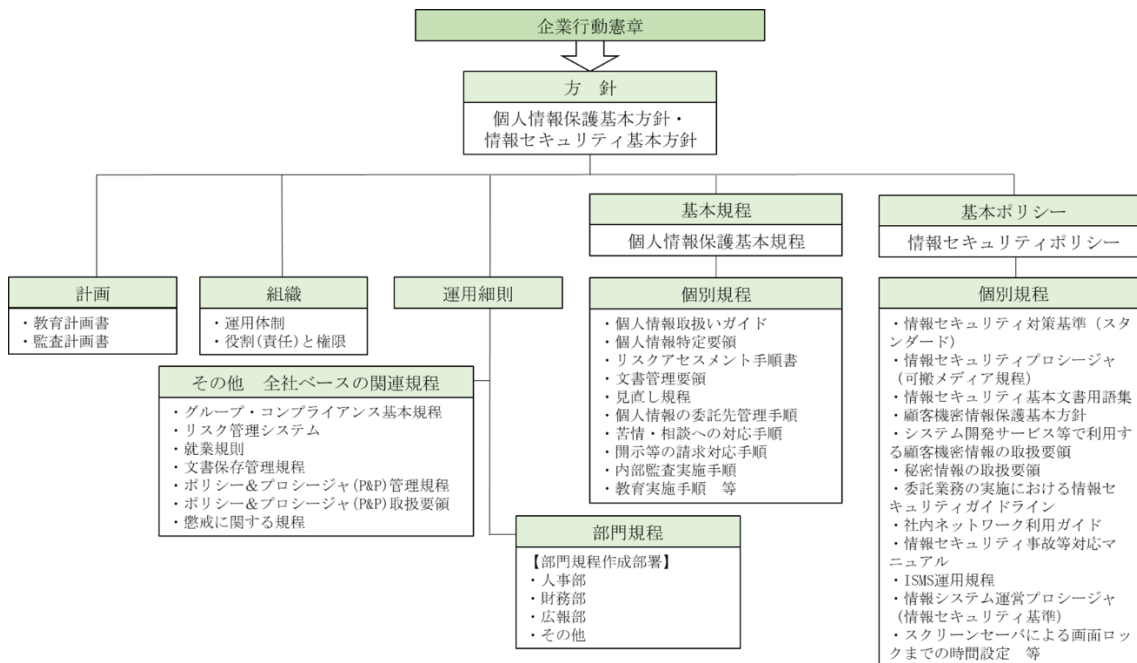 企業行動憲章
方　針
個人情報保護基本方針・
情報セキュリティ基本方針
基本規程
個人情報保護基本規程
基本ポリシー
情報セキュリティポリシー
計画
・教育計画書
・監査計画書
組織
・運用体制
・役割(責任)と権限
運用細則
その他　全社ベースの関連規程
・グループ・コンプライアンス基本規程
・リスク管理システム
・就業規則
・文書保存管理規程
・ポリシー＆プロシージャ(P&P)管理規程
・ポリシー＆プロシージャ(P&P)取扱要領
・懲戒に関する規程
部門規程
【部門規程作成部署】
・人事部
・財務部
・広報部
・その他
個別規程
・個人情報取扱いガイド
・個人情報特定要領
・リスクアセスメント手順書
・文書管理要領
・見直し規程
・個人情報の委託先管理手順
・苦情・相談への対応手順
・開示等の請求対応手順
・内部監査実施手順
・教育実施手順　等
個別規程
・情報セキュリティ対策基準（スタ
ンダード）
・情報セキュリティプロシージャ
（可搬メディア規程）
・情報セキュリティ基本文書用語集
・顧客機密情報保護基本方針
・システム開発サービス等で利用す
る顧客機密情報の取扱要領
・秘密情報の取扱要領
・委託業務の実施における情報セ
キュリティガイドライン
・社内ネットワーク利用ガイド
・情報セキュリティ事故等対応マ
ニュアル
・ISMS運用規程
・情報システム運営プロシージャ
（情報セキュリティ基準）
・スクリーンセーバによる画面ロッ
クまでの時間設定　等